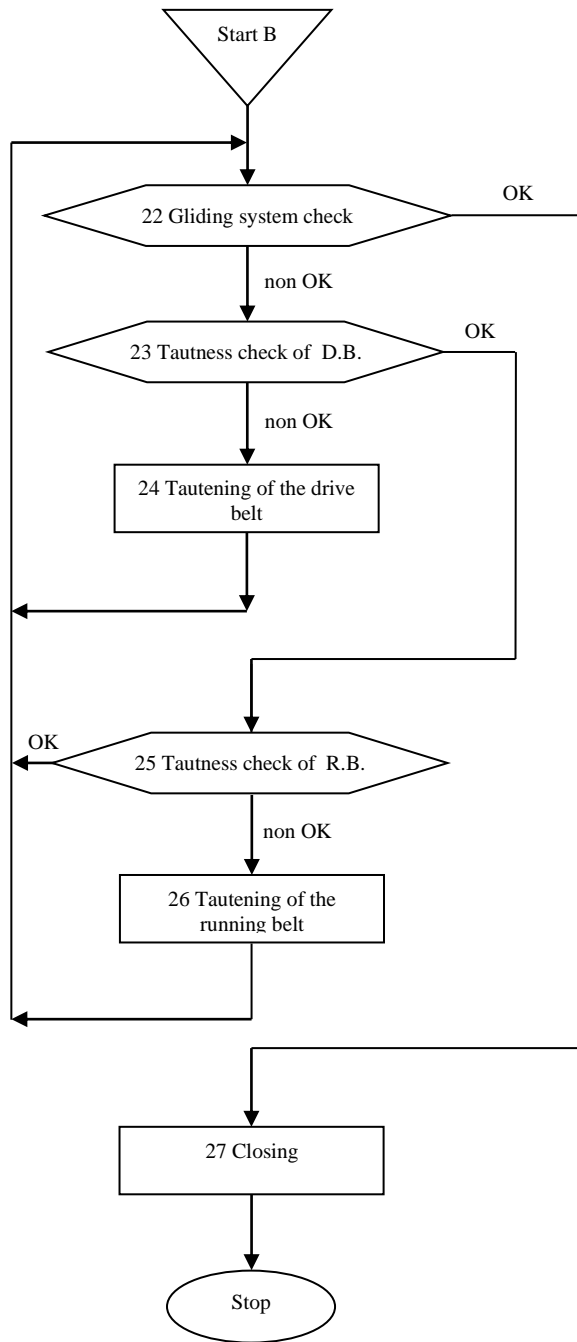 Start B
22 Gliding system check
OK
non OK
23 Tautness check of D.B.
OK
non OK
24 Tautening of the drive
belt
OK
25 Tautness check of R.B.
non OK
26 Tautening of the
running belt
27 Closing
Stop